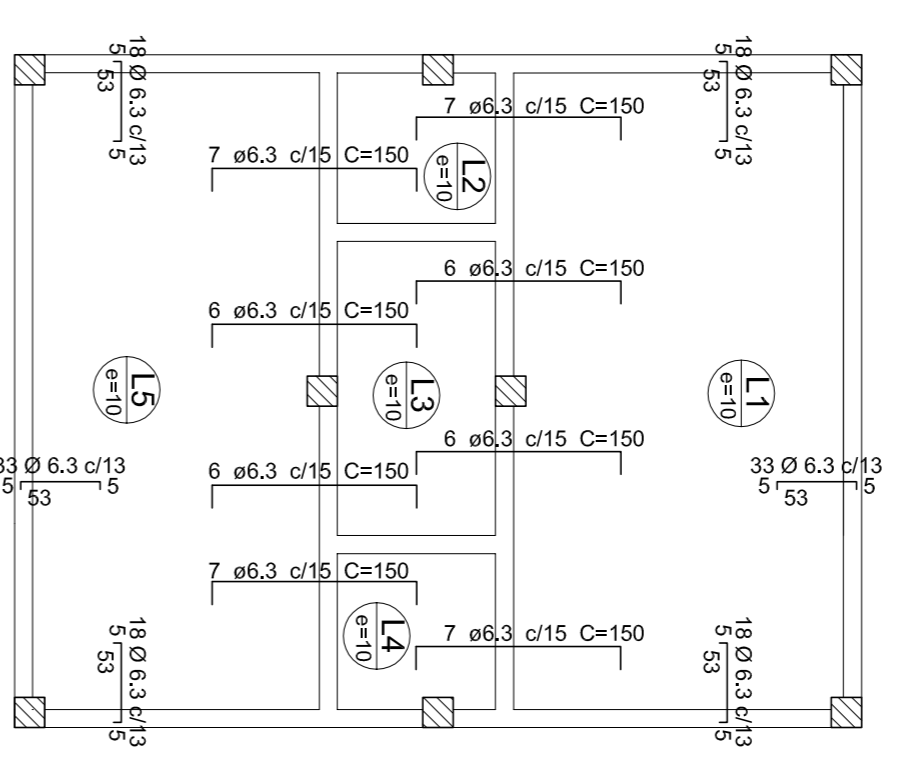 18 Ø 6.3 c/13
5 53 5
18 Ø 6.3 c/13
5 53 5
7 ø6.3 c/15 C=150
7 ø6.3 c/15 C=150
L2
e=10
6 ø6.3 c/15 C=150
6 ø6.3 c/15 C=150
L5
e=10
L3
e=10
L1
e=10
6 ø6.3 c/15 C=150
33 Ø 6.3 c/13
5 53 5
33 Ø 6.3 c/13
5 53 5
6 ø6.3 c/15 C=150
7 ø6.3 c/15 C=150
L4
e=10
7 ø6.3 c/15 C=150
18 Ø 6.3 c/13
5 53 5
18 Ø 6.3 c/13
5 53 5